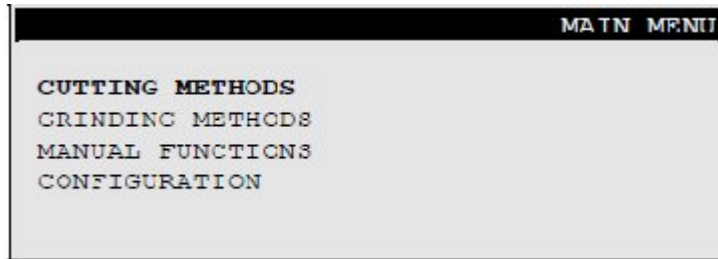 MAIN MENU
CUTTING METHODS
GRINDING METHODS
MANUAL FUNCTIONS
CONFIGURATION